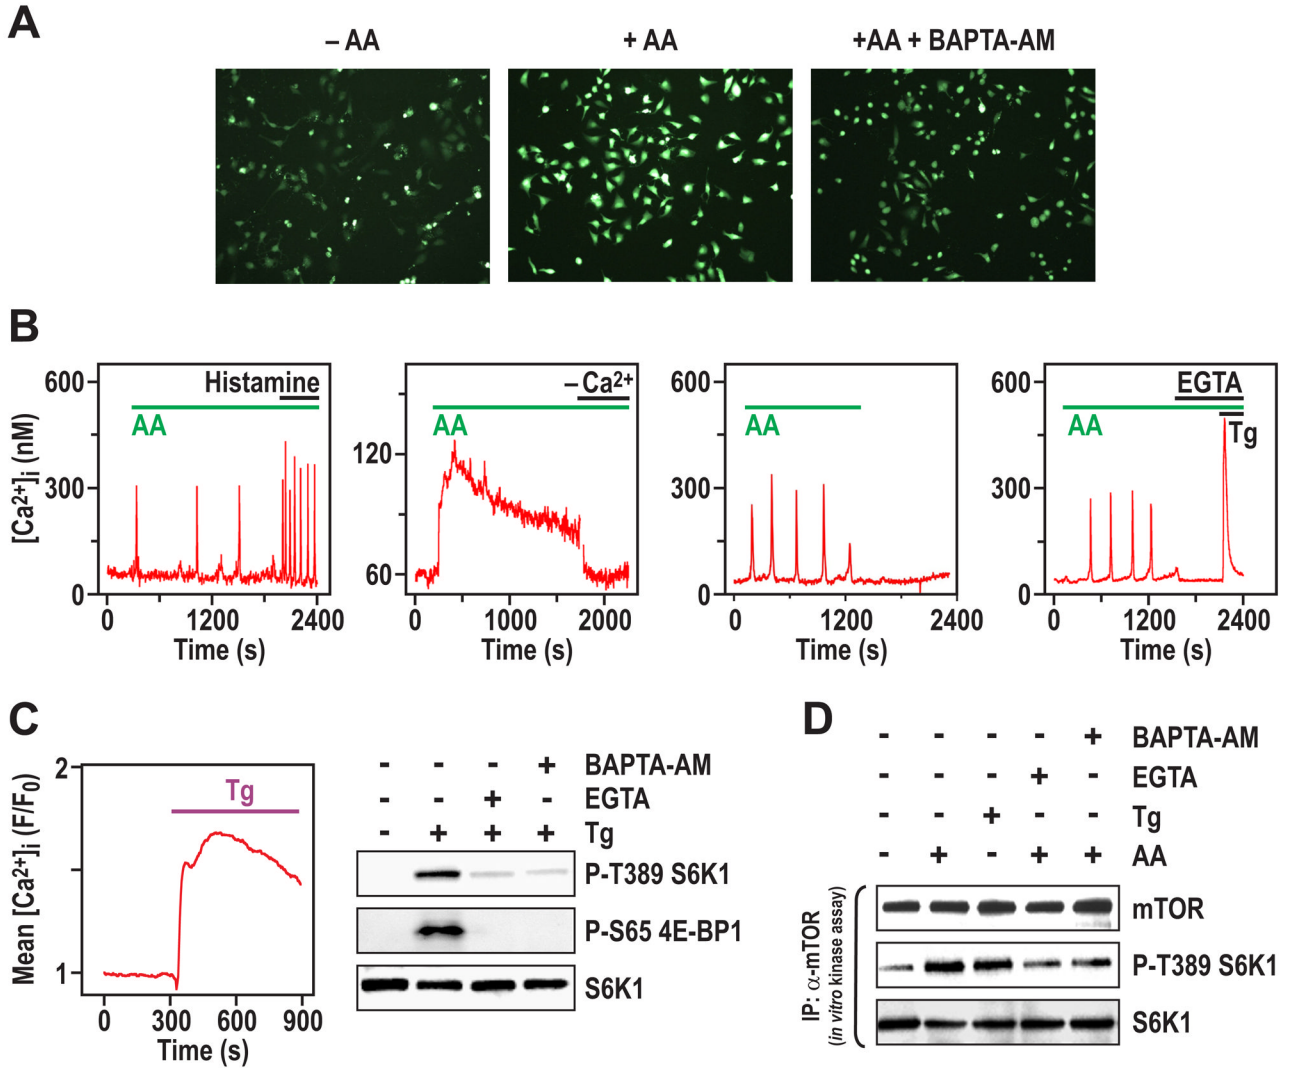 A
– AA
+ AA
+AA + BAPTA-AM
B
[Ca²⁺]i (nM)
600
300
0
Histamine
AA
0 1200 2400
Time (s)
120
60
– Ca²⁺
AA
0 1000 2000
Time (s)
600
300
0
AA
0 1200 2400
Time (s)
600
300
0
EGTA
AA
Tg
0 1200 2400
Time (s)
C
Mean [Ca²⁺]i (F/F0)
2
1
Tg
0 300 600 900
Time (s)
- - - + BAPTA-AM
- - + - EGTA
- + + + Tg
P-T389 S6K1
P-S65 4E-BP1
S6K1
D
- - - - + BAPTA-AM
- - - + - EGTA
- - + - - Tg
- + - + + AA
IP: α-mTOR
(in vitro kinase assay)
mTOR
P-T389 S6K1
S6K1